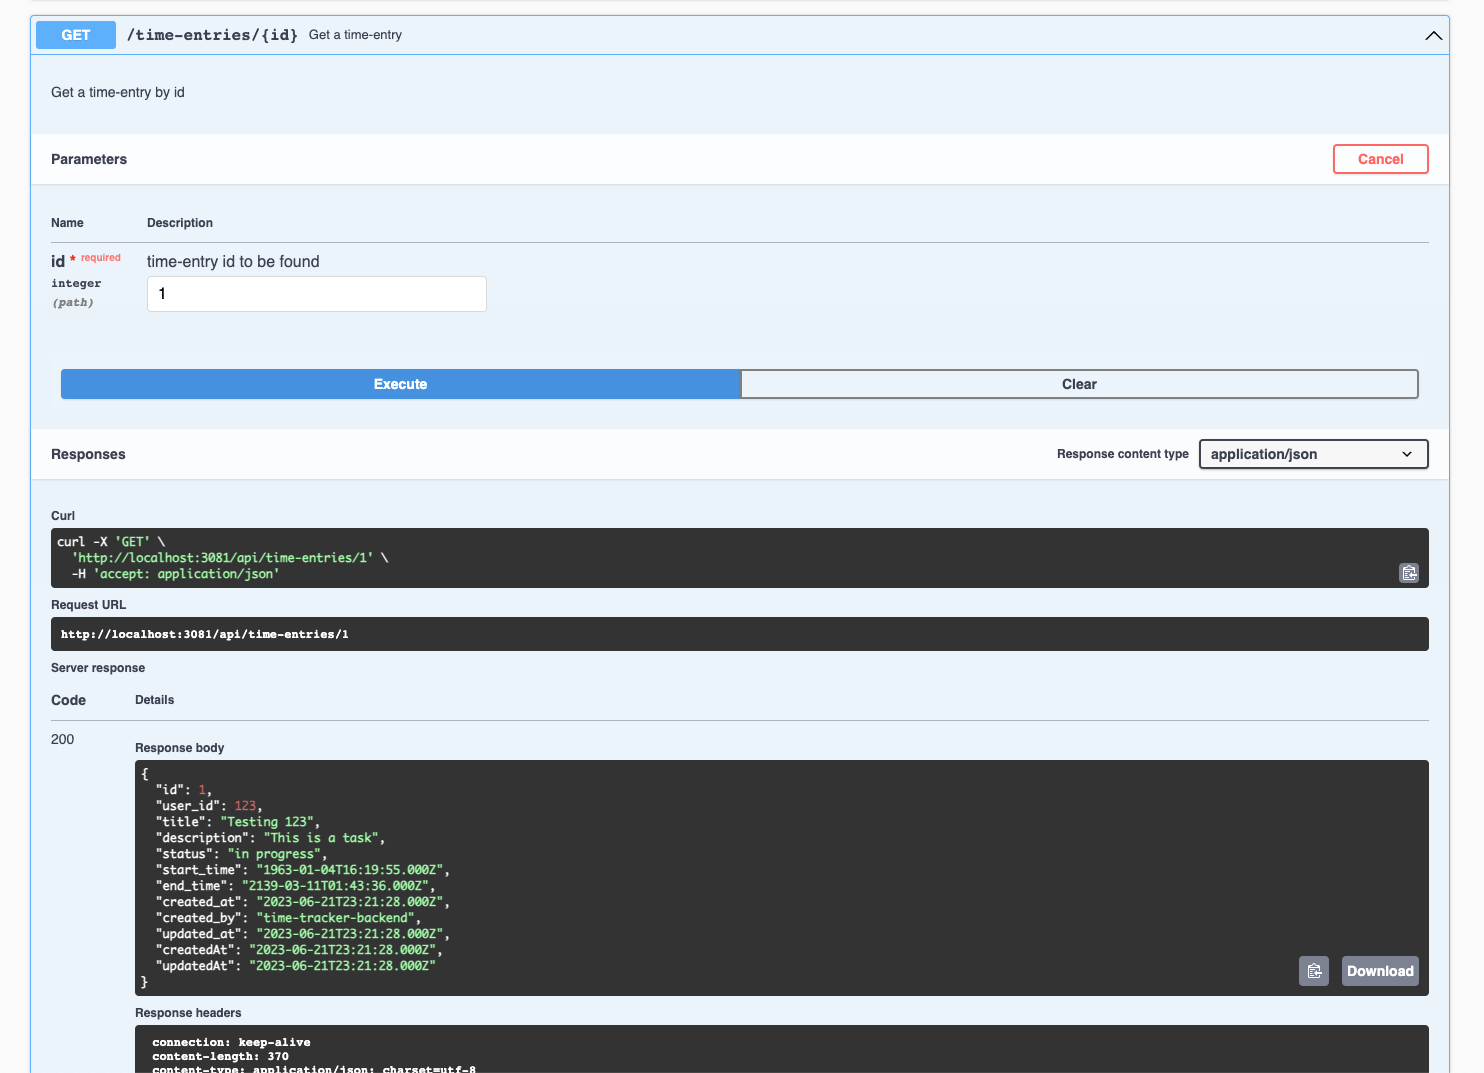 GET /time-entries/{id} Get a time-entry
Get a time-entry by id
Parameters
Cancel
Name Description
id * required
integer
(path)
time-entry id to be found
1
Execute
Clear
Responses
Response content type
application/json
Curl
curl -X 'GET' \
'http://localhost:3081/api/time-entries/1' \
-H 'accept: application/json'
Request URL
http://localhost:3081/api/time-entries/1
Server response
Code Details
200
Response body
{
"id": 1,
"user_id": 123,
"title": "Testing 123",
"description": "This is a task",
"status": "in progress",
"start_time": "1963-01-04T16:19:55.000Z",
"end_time": "2139-03-11T01:43:36.000Z",
"created_at": "2023-06-21T23:21:28.000Z",
"created_by": "time-tracker-backend",
"updated_at": "2023-06-21T23:21:28.000Z",
"createdAt": "2023-06-21T23:21:28.000Z",
"updatedAt": "2023-06-21T23:21:28.000Z"
}
Download
Response headers
connection: keep-alive
content-length: 370
content-type: application/json; charset=utf-8